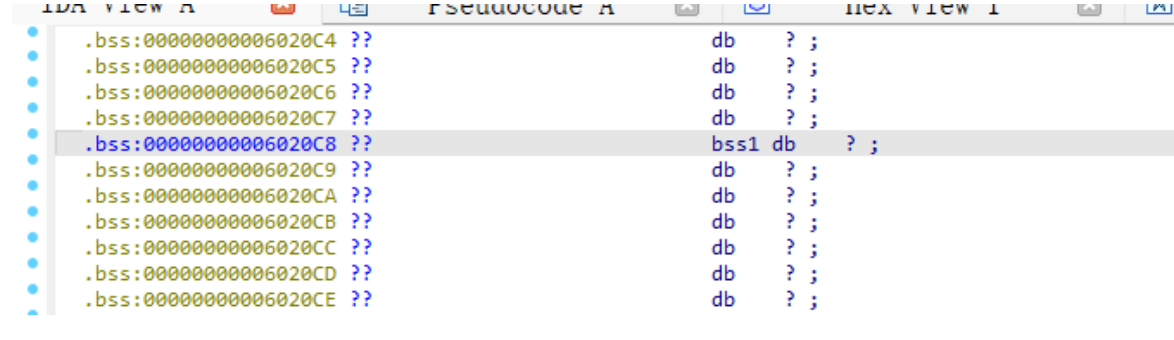 IDA View A Pseudocode A Hex View 1
.bss:00000000006020C4 ?? db ? ;
.bss:00000000006020C5 ?? db ? ;
.bss:00000000006020C6 ?? db ? ;
.bss:00000000006020C7 ?? db ? ;
.bss:00000000006020C8 ?? bss1 db ? ;
.bss:00000000006020C9 ?? db ? ;
.bss:00000000006020CA ?? db ? ;
.bss:00000000006020CB ?? db ? ;
.bss:00000000006020CC ?? db ? ;
.bss:00000000006020CD ?? db ? ;
.bss:00000000006020CE ?? db ? ;